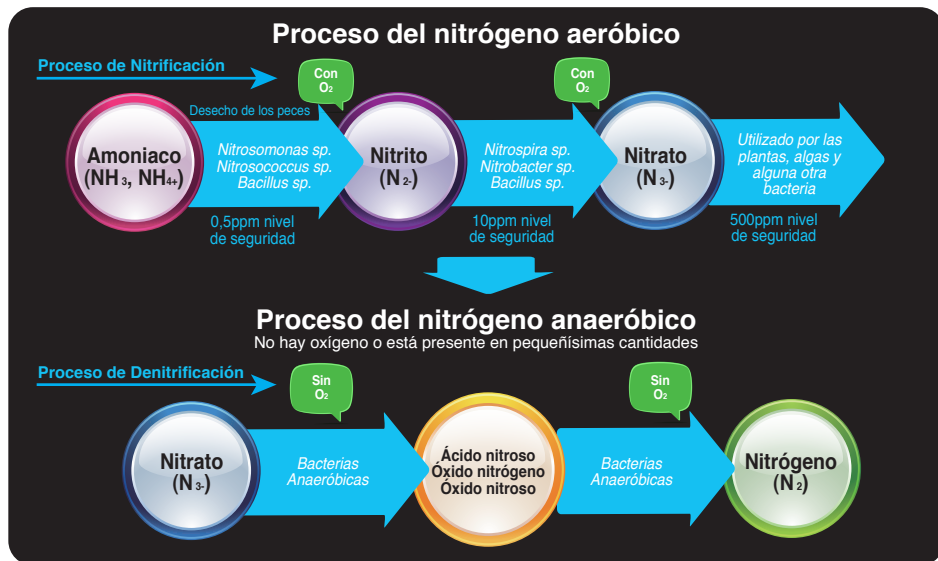 Proceso del nitrógeno aeróbico
Proceso de Nitrificación
Con
O2
Con
O2
Desecho de los peces
Amoniaco
(NH3, NH4+)
Nitrosomonas sp.
Nitrosococcus sp.
Bacillus sp.
Nitrito
(N2-)
Nitrospira sp.
Nitrobacter sp.
Bacillus sp.
Nitrato
(N3-)
Utilizado por las
plantas, algas y
alguna otra
bacteria
0,5ppm nivel
de seguridad
10ppm nivel
de seguridad
500ppm nivel
de seguridad
Proceso del nitrógeno anaeróbico
No hay oxígeno o está presente en pequeñísimas cantidades
Proceso de Denitrificación
Sin
O2
Sin
O2
Nitrato
(N3-)
Bacterias
Anaeróbicas
Ácido nitroso
Óxido nitrógeno
Óxido nitroso
Bacterias
Anaeróbicas
Nitrógeno
(N2)